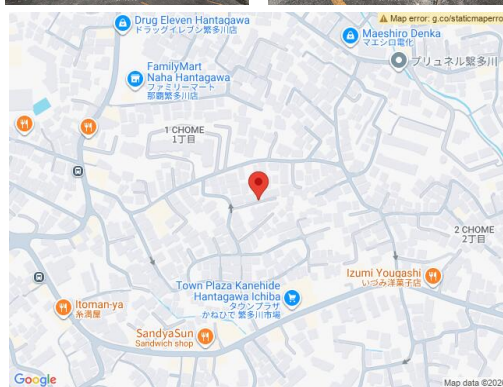 Drug Eleven Hantagawa
ドラッグイレブン繁多川店
Map error: g.co/staticmaperro
Maeshiro Denka
マエシロ電化
プリュネル繫多川
FamilyMart
Naha Hantagawa
ファミリーマート
那覇繁多川店
1 CHOME
1丁目
2 CHOME
2丁目
Izumi Yougashi
いづみ洋菓子店
Town Plaza Kanehide
Hantagawa Ichiba
タウンプラザ
かねひで 繁多川市場
Itoman-ya
糸満屋
SandyaSun
Sandwich shop
Google
Map data ©202